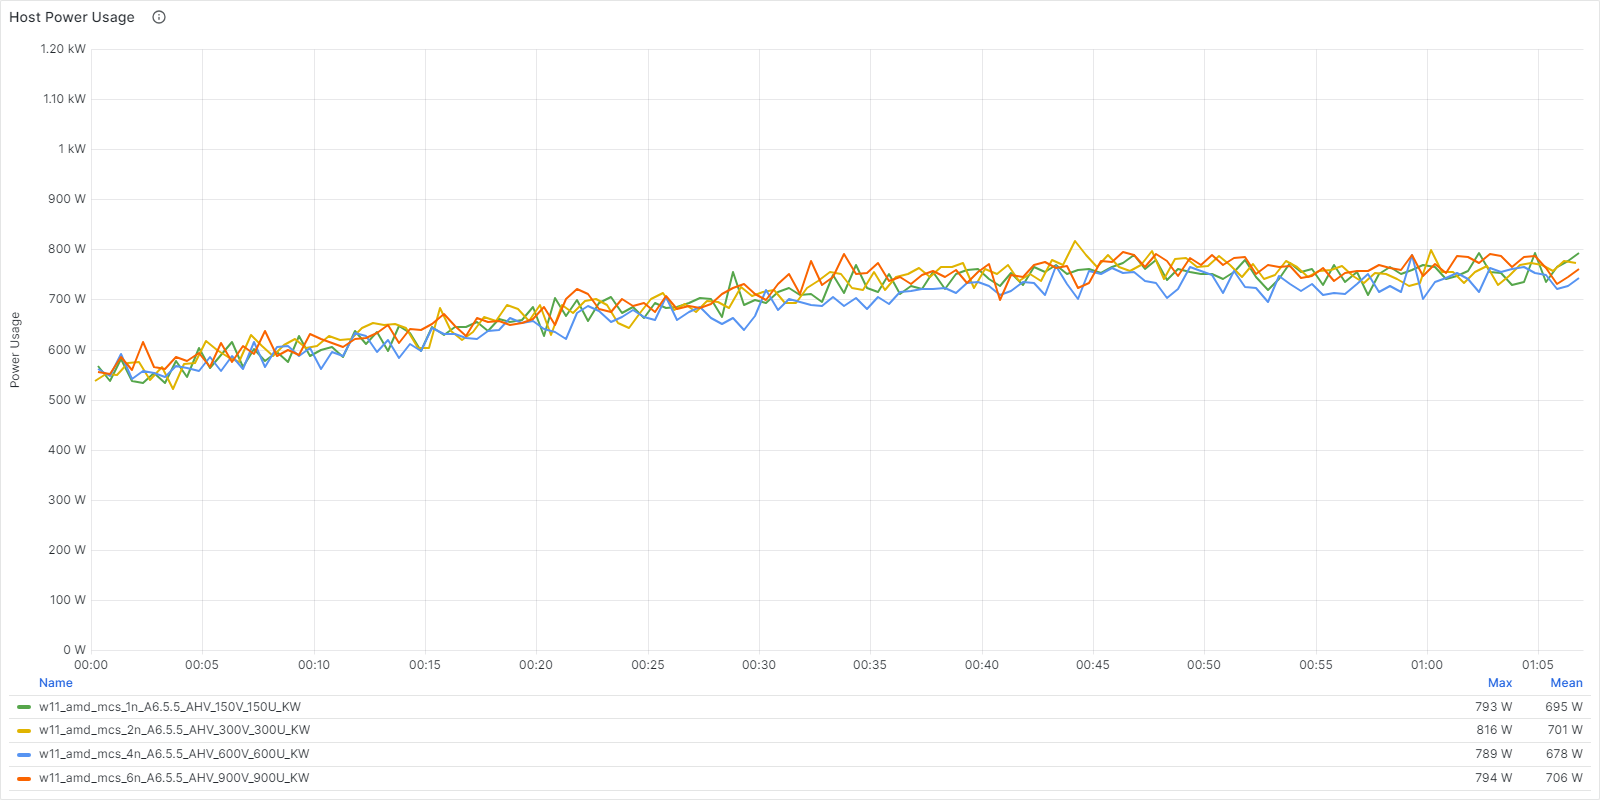 Host Power Usage
1.20 kW
1.10 kW
1 kW
900 W
800 W
700 W
600 W
500 W
400 W
300 W
200 W
100 W
0 W
Power Usage
00:00 00:05 00:10 00:15 00:20 00:25 00:30 00:35 00:40 00:45 00:50 00:55 01:00 01:05
Name Max Mean
w11_amd_mcs_1n_A6.5.5_AHV_150V_150U_KW 793 W 695 W
w11_amd_mcs_2n_A6.5.5_AHV_300V_300U_KW 816 W 701 W
w11_amd_mcs_4n_A6.5.5_AHV_600V_600U_KW 789 W 678 W
w11_amd_mcs_6n_A6.5.5_AHV_900V_900U_KW 794 W 706 W